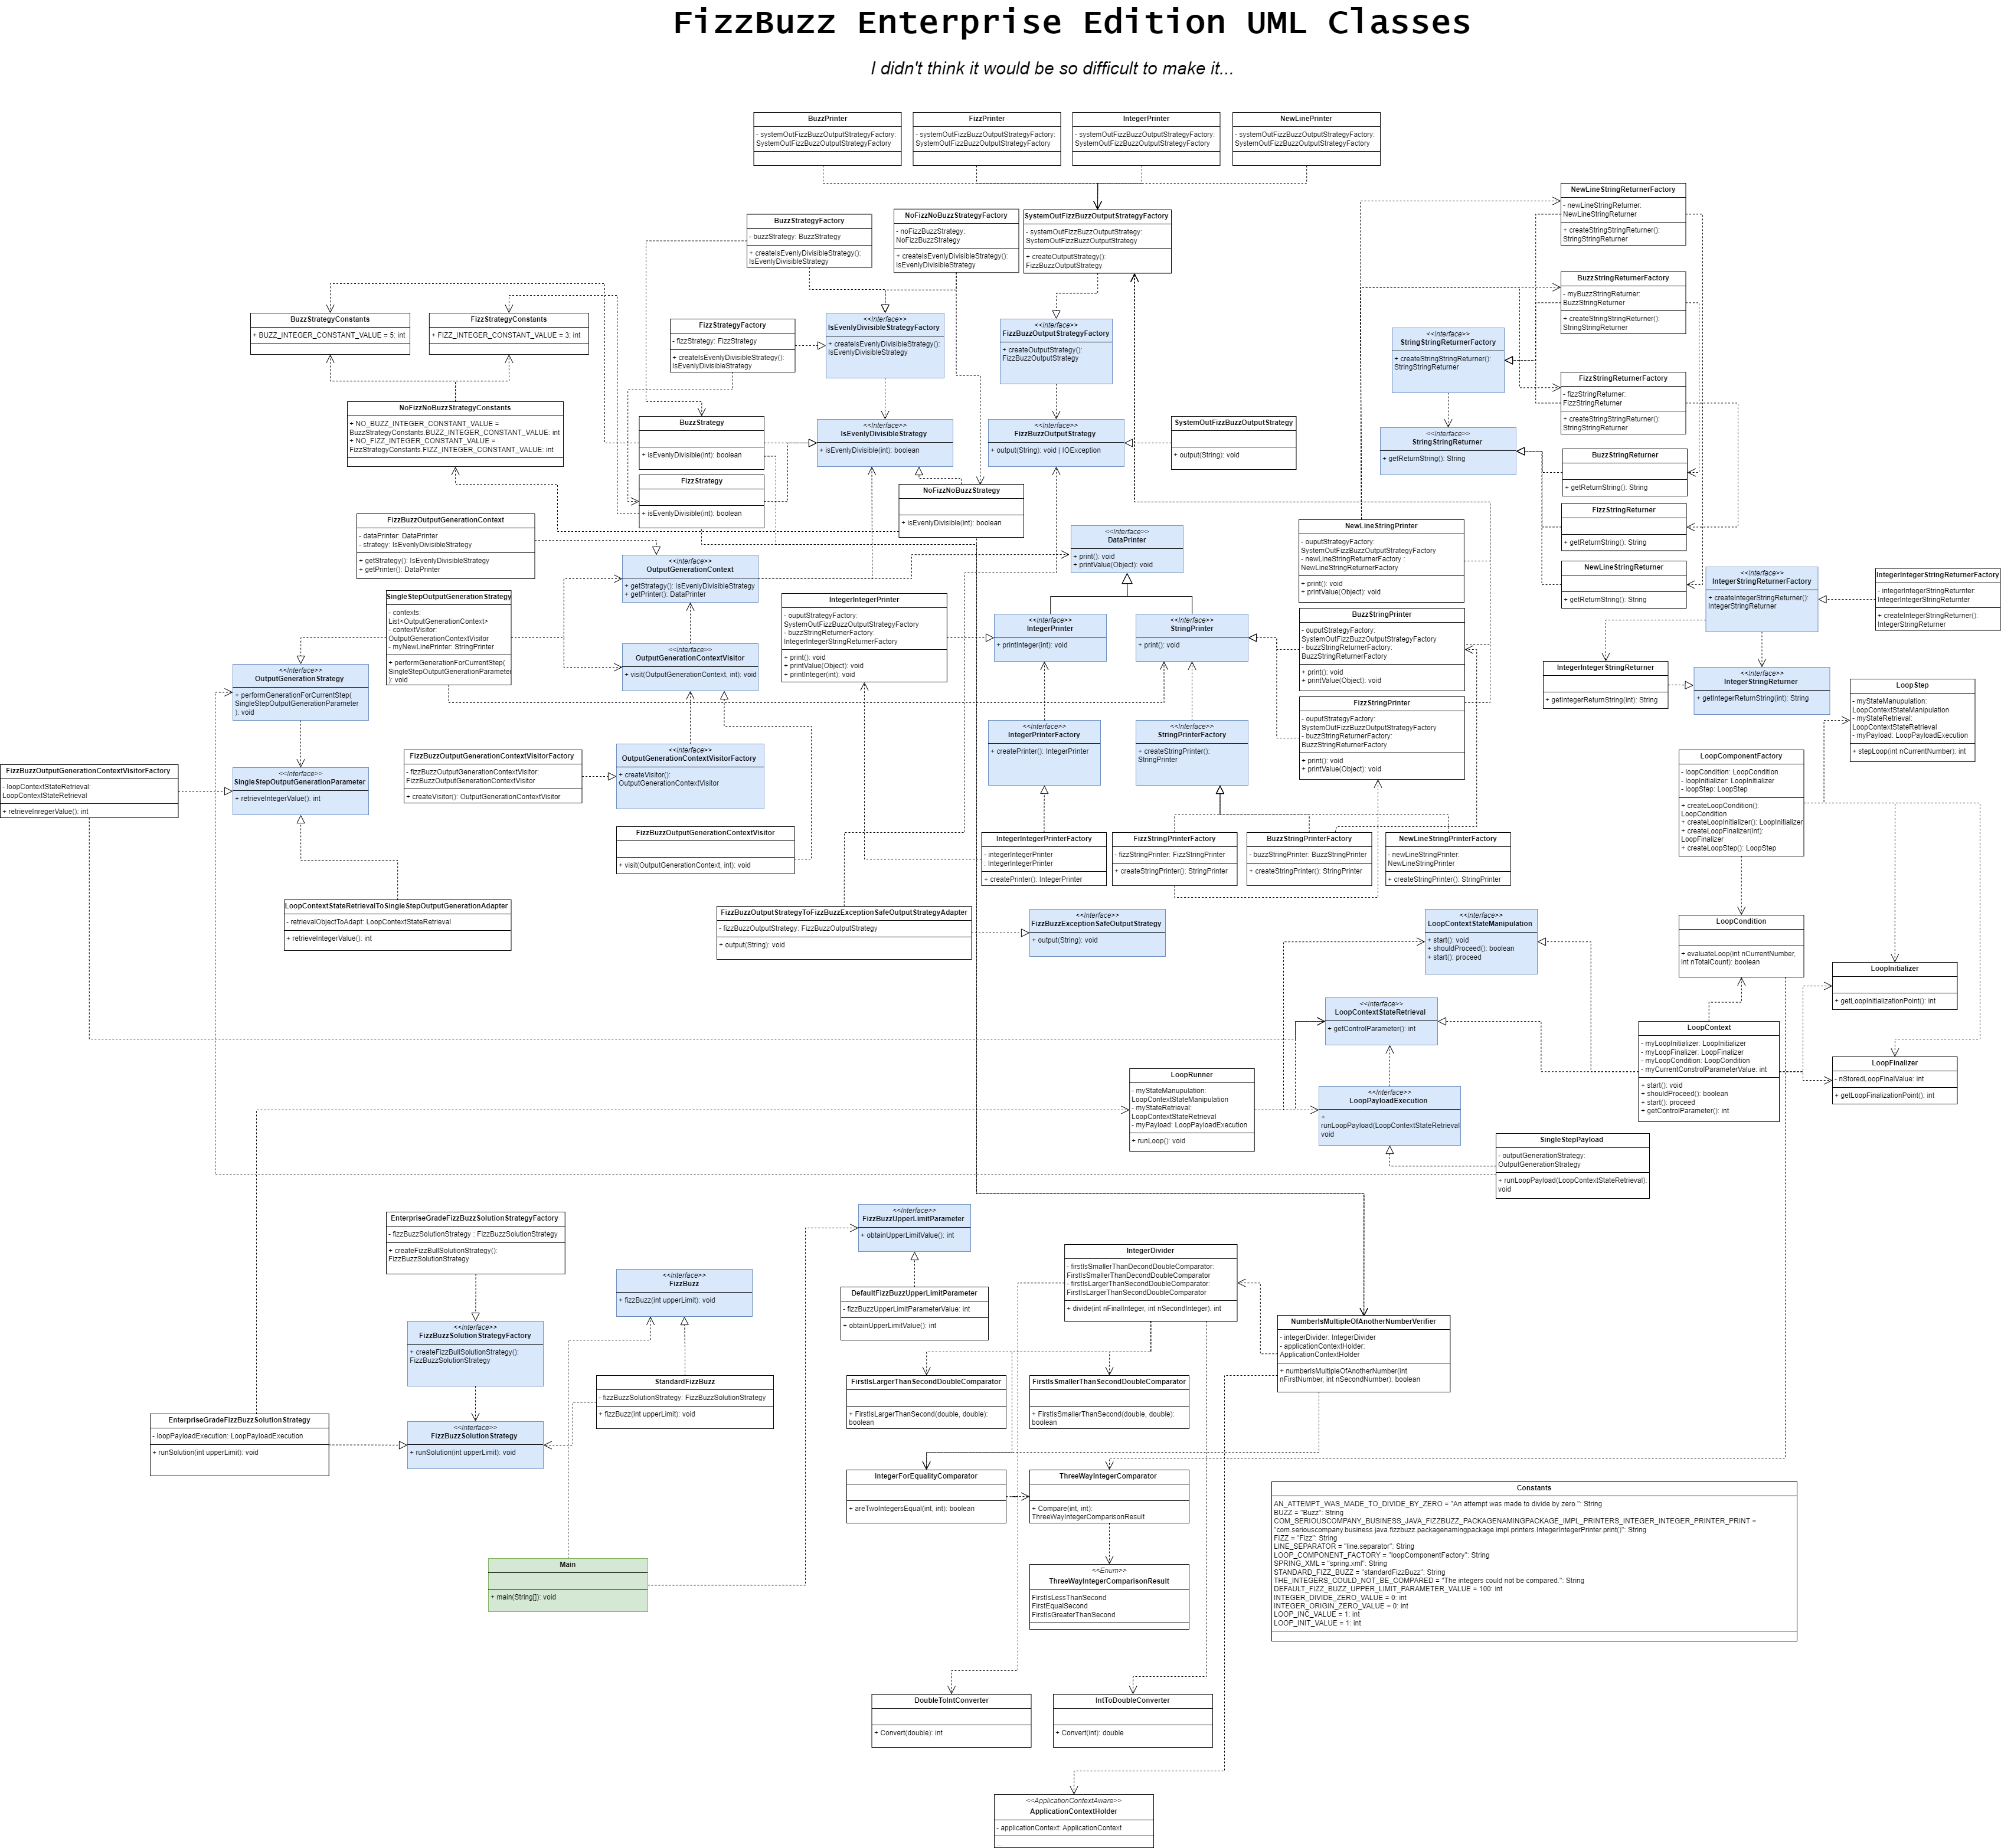 FizzBuzz Enterprise Edition UML Classes
I didn't think it would be so difficult to make it...
BuzzPrinter
- systemOutFizzBuzzOutputStrategyFactory:
SystemOutFizzBuzzOutputStrategyFactory
FizzPrinter
- systemOutFizzBuzzOutputStrategyFactory:
SystemOutFizzBuzzOutputStrategyFactory
IntegerPrinter
- systemOutFizzBuzzOutputStrategyFactory:
SystemOutFizzBuzzOutputStrategyFactory
NewLinePrinter
- systemOutFizzBuzzOutputStrategyFactory:
SystemOutFizzBuzzOutputStrategyFactory
NewLineStringReturnerFactory
- newLineStringReturner:
NewLineStringReturner
+ createStringStringReturner():
StringStringReturner
BuzzStrategyFactory
- buzzStrategy: BuzzStrategy
+ createIsEvenlyDivisibleStrategy():
IsEvenlyDivisibleStrategy
NoFizzNoBuzzStrategyFactory
- noFizzBuzzStrategy:
NoFizzBuzzStrategy
+ createIsEvenlyDivisibleStrategy():
IsEvenlyDivisibleStrategy
SystemOutFizzBuzzOutputStrategyFactory
- systemOutFizzBuzzOutputStrategy:
SystemOutFizzBuzzOutputStrategy
+ createOutputStrategy():
FizzBuzzOutputStrategy
BuzzStringReturnerFactory
- myBuzzStringReturner:
BuzzStringReturner
+ createStringStringReturner():
StringStringReturner
BuzzStrategyConstants
+ BUZZ_INTEGER_CONSTANT_VALUE = 5: int
FizzStrategyConstants
+ FIZZ_INTEGER_CONSTANT_VALUE = 3: int
FizzStrategyFactory
- fizzStrategy: FizzStrategy
+ createIsEvenlyDivisibleStrategy():
IsEvenlyDivisibleStrategy
<<Interface>>
IsEvenlyDivisibleStrategyFactory
+ createIsEvenlyDivisibleStrategy():
IsEvenlyDivisibleStrategy
<<Interface>>
FizzBuzzOutputStrategyFactory
+ createOutputStrategy():
FizzBuzzOutputStrategy
<<Interface>>
StringStringReturnerFactory
+ createStringStringReturner():
StringStringReturner
FizzStringReturnerFactory
- fizzStringReturner:
FizzStringReturner
+ createStringStringReturner():
StringStringReturner
NoFizzNoBuzzStrategyConstants
+ NO_BUZZ_INTEGER_CONSTANT_VALUE =
BuzzStrategyConstants.BUZZ_INTEGER_CONSTANT_VALUE: int
+ NO_FIZZ_INTEGER_CONSTANT_VALUE =
FizzStrategyConstants.FIZZ_INTEGER_CONSTANT_VALUE: int
BuzzStrategy
+ isEvenlyDivisible(int): boolean
<<Interface>>
IsEvenlyDivisibleStrategy
+ isEvenlyDivisible(int): boolean
<<Interface>>
FizzBuzzOutputStrategy
+ output(String): void | IOException
SystemOutFizzBuzzOutputStrategy
+ output(String): void
<<Interface>>
StringStringReturner
+ getReturnString(): String
BuzzStringReturner
+ getReturnString(): String
FizzStrategy
+ isEvenlyDivisible(int): boolean
NoFizzNoBuzzStrategy
+ isEvenlyDivisible(int): boolean
FizzStringReturner
+ getReturnString(): String
FizzBuzzOutputGenerationContext
- dataPrinter: DataPrinter
- strategy: IsEvenlyDivisibleStrategy
+ getStrategy(): IsEvenlyDivisibleStrategy
+ getPrinter(): DataPrinter
<<Interface>>
DataPrinter
+ print(): void
+ printValue(Object): void
NewLineStringPrinter
- ouputStrategyFactory:
SystemOutFizzBuzzOutputStrategyFactory
- newLineStringReturnerFactory :
NewLineStringReturnerFactory
+ print(): void
+ printValue(Object): void
<<Interface>>
OutputGenerationContext
+ getStrategy(): IsEvenlyDivisibleStrategy
+ getPrinter(): DataPrinter
NewLineStringReturner
+ getReturnString(): String
<<Interface>>
IntegerStringReturnerFactory
+ createIntegerStringReturner():
IntegerStringReturner
IntegerIntegerStringReturnerFactory
- integerIntegerStringReturnter:
IntegerIntegerStringReturnter
+ createIntegerStringReturner():
IntegerStringReturner
SingleStepOutputGenerationStrategy
- contexts:
List<OutputGenerationContext>
- contextVisitor:
OutputGenerationContextVisitor
- myNewLinePrinter: StringPrinter
+ performGenerationForCurrentStep(
SingleStepOutputGenerationParameter
): void
IntegerIntegerPrinter
- ouputStrategyFactory:
SystemOutFizzBuzzOutputStrategyFactory
- buzzStringReturnerFactory:
IntegerIntegerStringReturnerFactory
+ print(): void
+ printValue(Object): void
+ printInteger(int): void
<<Interface>>
IntegerPrinter
+ printInteger(int): void
<<Interface>>
StringPrinter
+ print(): void
BuzzStringPrinter
- ouputStrategyFactory:
SystemOutFizzBuzzOutputStrategyFactory
- buzzStringReturnerFactory:
BuzzStringReturnerFactory
+ print(): void
+ printValue(Object): void
<<Interface>>
OutputGenerationContextVisitor
+ visit(OutputGenerationContext, int): void
<<Interface>>
OutputGenerationStrategy
+ performGenerationForCurrentStep(
SingleStepOutputGenerationParameter
): void
IntegerIntegerStringReturner
+ getIntegerReturnString(int): String
<<Interface>>
IntegerStringReturner
+ getIntegerReturnString(int): String
LoopStep
- myStateManupulation:
LoopContextStateManipulation
- myStateRetrieval:
LoopContextStateRetrieval
- myPayload: LoopPayloadExecution
+ stepLoop(int nCurrentNumber): int
FizzStringPrinter
- ouputStrategyFactory:
SystemOutFizzBuzzOutputStrategyFactory
- buzzStringReturnerFactory:
BuzzStringReturnerFactory
+ print(): void
+ printValue(Object): void
<<Interface>>
IntegerPrinterFactory
+ createPrinter(): IntegerPrinter
<<Interface>>
StringPrinterFactory
+ createStringPrinter():
StringPrinter
FizzBuzzOutputGenerationContextVisitorFactory
- loopContextStateRetrieval:
LoopContextStateRetrieval
+ retrieveInregerValue(): int
<<Interface>>
SingleStepOutputGenerationParameter
+ retrieveIntegerValue(): int
FizzBuzzOutputGenerationContextVisitorFactory
- fizzBuzzOutputGenerationContextVisitor:
FizzBuzzOutputGenerationContextVisitor
+ createVisitor(): OutputGenerationContextVisitor
<<Interface>>
OutputGenerationContextVisitorFactory
+ createVisitor():
OutputGenerationContextVisitor
LoopComponentFactory
- loopCondition: LoopCondition
- loopInitializer: LoopInitializer
- loopStep: LoopStep
+ createLoopCondition():
LoopCondition
+ createLoopInitializer(): LoopInitializer
+ createLoopFinalizer(int):
LoopFinalizer
+ createLoopStep(): LoopStep
FizzBuzzOutputGenerationContextVisitor
+ visit(OutputGenerationContext, int): void
IntegerIntegerPrinterFactory
- integerIntegerPrinter
: IntegerIntegerPrinter
+ createPrinter(): IntegerPrinter
FizzStringPrinterFactory
- fizzStringPrinter: FizzStringPrinter
+ createStringPrinter(): StringPrinter
BuzzStringPrinterFactory
- buzzStringPrinter: BuzzStringPrinter
+ createStringPrinter(): StringPrinter
NewLineStringPrinterFactory
- newLineStringPrinter:
NewLineStringPrinter
+ createStringPrinter(): StringPrinter
LoopContextStateRetrievalToSingleStepOutputGenerationAdapter
- retrievalObjectToAdapt: LoopContextStateRetrieval
+ retrieveIntegerValue(): int
FizzBuzzOutputStrategyToFizzBuzzExceptionSafeOutputStrategyAdapter
- fizzBuzzOutputStrategy: FizzBuzzOutputStrategy
+ output(String): void
<<Interface>>
FizzBuzzExceptionSafeOutputStrategy
+ output(String): void
<<Interface>>
LoopContextStateManipulation
+ start(): void
+ shouldProceed(): boolean
+ start(): proceed
LoopCondition
+ evaluateLoop(int nCurrentNumber,
int nTotalCount): boolean
LoopInitializer
+ getLoopInitializationPoint(): int
<<Interface>>
LoopContextStateRetrieval
+ getControlParameter(): int
LoopContext
- myLoopInitializer: LoopInitializer
- myLoopFinalizer: LoopFinalizer
- myLoopCondition: LoopCondition
- myCurrentConstrolParameterValue: int
+ start(): void
+ shouldProceed(): boolean
+ start(): proceed
+ getControlParameter(): int
LoopFinalizer
- nStoredLoopFinalValue: int
+ getLoopFinalizationPoint(): int
LoopRunner
- myStateManupulation:
LoopContextStateManipulation
- myStateRetrieval:
LoopContextStateRetrieval
- myPayload: LoopPayloadExecution
+ runLoop(): void
<<Interface>>
LoopPayloadExecution
+
runLoopPayload(LoopContextStateRetrieval
void
SingleStepPayload
- outputGenerationStrategy:
OutputGenerationStrategy
+ runLoopPayload(LoopContextStateRetrieval):
void
EnterpriseGradeFizzBuzzSolutionStrategyFactory
- fizzBuzzSolutionStrategy : FizzBuzzSolutionStrategy
+ createFizzBullSolutionStrategy():
FizzBuzzSolutionStrategy
<<Interface>>
FizzBuzzUpperLimitParameter
+ obtainUpperLimitValue(): int
IntegerDivider
- firstIsSmallerThanDecondDoubleComparator:
FirstIsSmallerThanDecondDoubleComparator
- firstIsLargerThanSecondDoubleComparator:
FirstIsLargerThanSecondDoubleComparator
+ divide(int nFinalInteger, int nSecondInteger): int
<<Interface>>
FizzBuzz
+ fizzBuzz(int upperLimit): void
DefaultFizzBuzzUpperLimitParameter
- fizzBuzzUpperLimitParameterValue: int
+ obtainUpperLimitValue(): int
<<Interface>>
FizzBuzzSolutionStrategyFactory
+ createFizzBullSolutionStrategy():
FizzBuzzSolutionStrategy
NumberIsMultipleOfAnotherNumberVerifier
- integerDivider: IntegerDivider
- applicationContextHolder:
ApplicationContextHolder
+ numberIsMultipleOfAnotherNumber(int
nFirstNumber, int nSecondNumber): boolean
StandardFizzBuzz
- fizzBuzzSolutionStrategy: FizzBuzzSolutionStrategy
+ fizzBuzz(int upperLimit): void
FirstIsLargerThanSecondDoubleComparator
+ FirstIsLargerThanSecond(double, double):
boolean
FirstIsSmallerThanSecondDoubleComparator
+ FirstIsSmallerThanSecond(double, double):
boolean
EnterpriseGradeFizzBuzzSolutionStrategy
- loopPayloadExecution: LoopPayloadExecution
+ runSolution(int upperLimit): void
<<Interface>>
FizzBuzzSolutionStrategy
+ runSolution(int upperLimit): void
IntegerForEqualityComparator
+ areTwoIntegersEqual(int, int): boolean
ThreeWayIntegerComparator
+ Compare(int, int):
ThreeWayIntegerComparisonResult
Constants
AN_ATTEMPT_WAS_MADE_TO_DIVIDE_BY_ZERO = "An attempt was made to divide by zero.": String
BUZZ = "Buzz": String
COM_SERIOUSCOMPANY_BUSINESS_JAVA_FIZZBUZZ_PACKAGENAMINGPACKAGE_IMPL_PRINTERS_INTEGER_INTEGER_PRINTER_PRINT =
"com.seriouscompany.business.java.fizzbuzz.packagenamingpackage.impl.printers.IntegerIntegerPrinter.print()": String
FIZZ = "Fizz": String
LINE_SEPARATOR = "line.separator": String
LOOP_COMPONENT_FACTORY = "loopComponentFactory": String
SPRING_XML = "spring.xml": String
STANDARD_FIZZ_BUZZ = "standardFizzBuzz": String
THE_INTEGERS_COULD_NOT_BE_COMPARED = "The integers could not be compared.": String
DEFAULT_FIZZ_BUZZ_UPPER_LIMIT_PARAMETER_VALUE = 100: int
INTEGER_DIVIDE_ZERO_VALUE = 0: int
INTEGER_ORIGIN_ZERO_VALUE = 0: int
LOOP_INC_VALUE = 1: int
LOOP_INIT_VALUE = 1: int
Main
+ main(String[]): void
<<Enum>>
ThreeWayIntegerComparisonResult
FirstIsLessThanSecond
FirstEqualSecond
FirstIsGreaterThanSecond
DoubleToIntConverter
+ Convert(double): int
IntToDoubleConverter
+ Convert(int): double
<<ApplicationContextAware>>
ApplicationContextHolder
- applicationContext: ApplicationContext